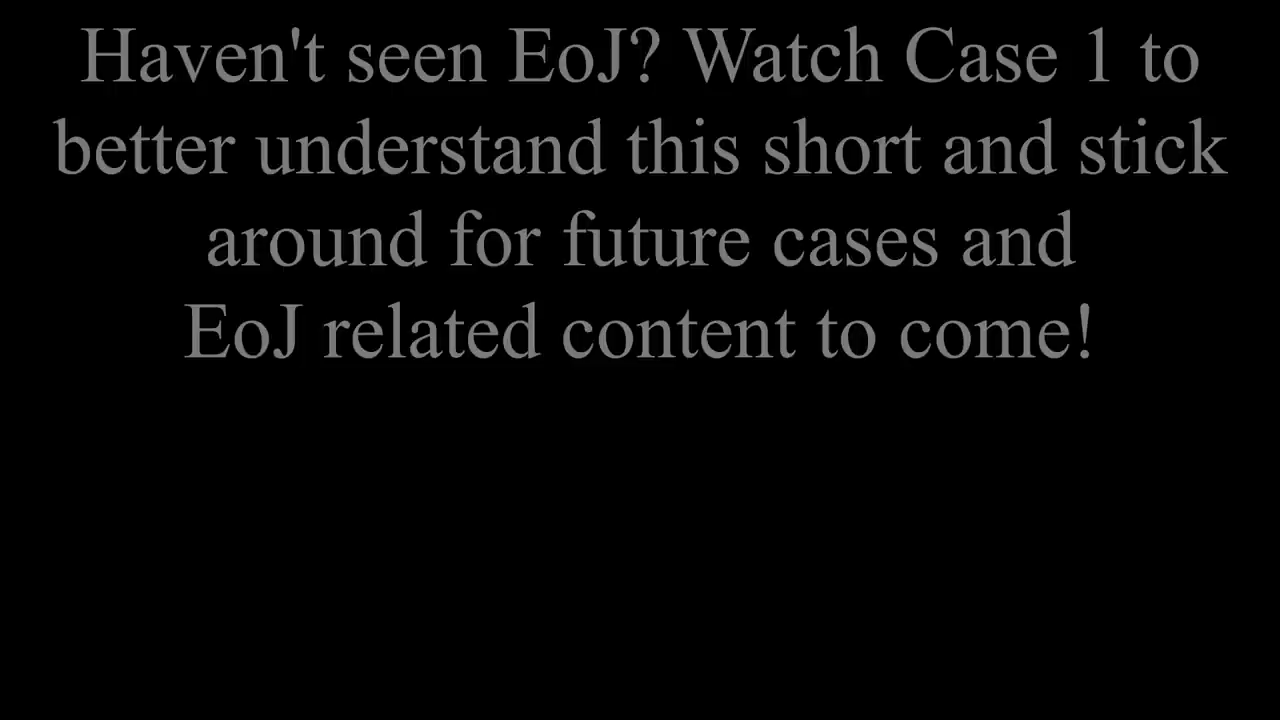 Haven't seen EoJ? Watch Case 1 to
better understand this short and stick
around for future cases and
EoJ related content to come!